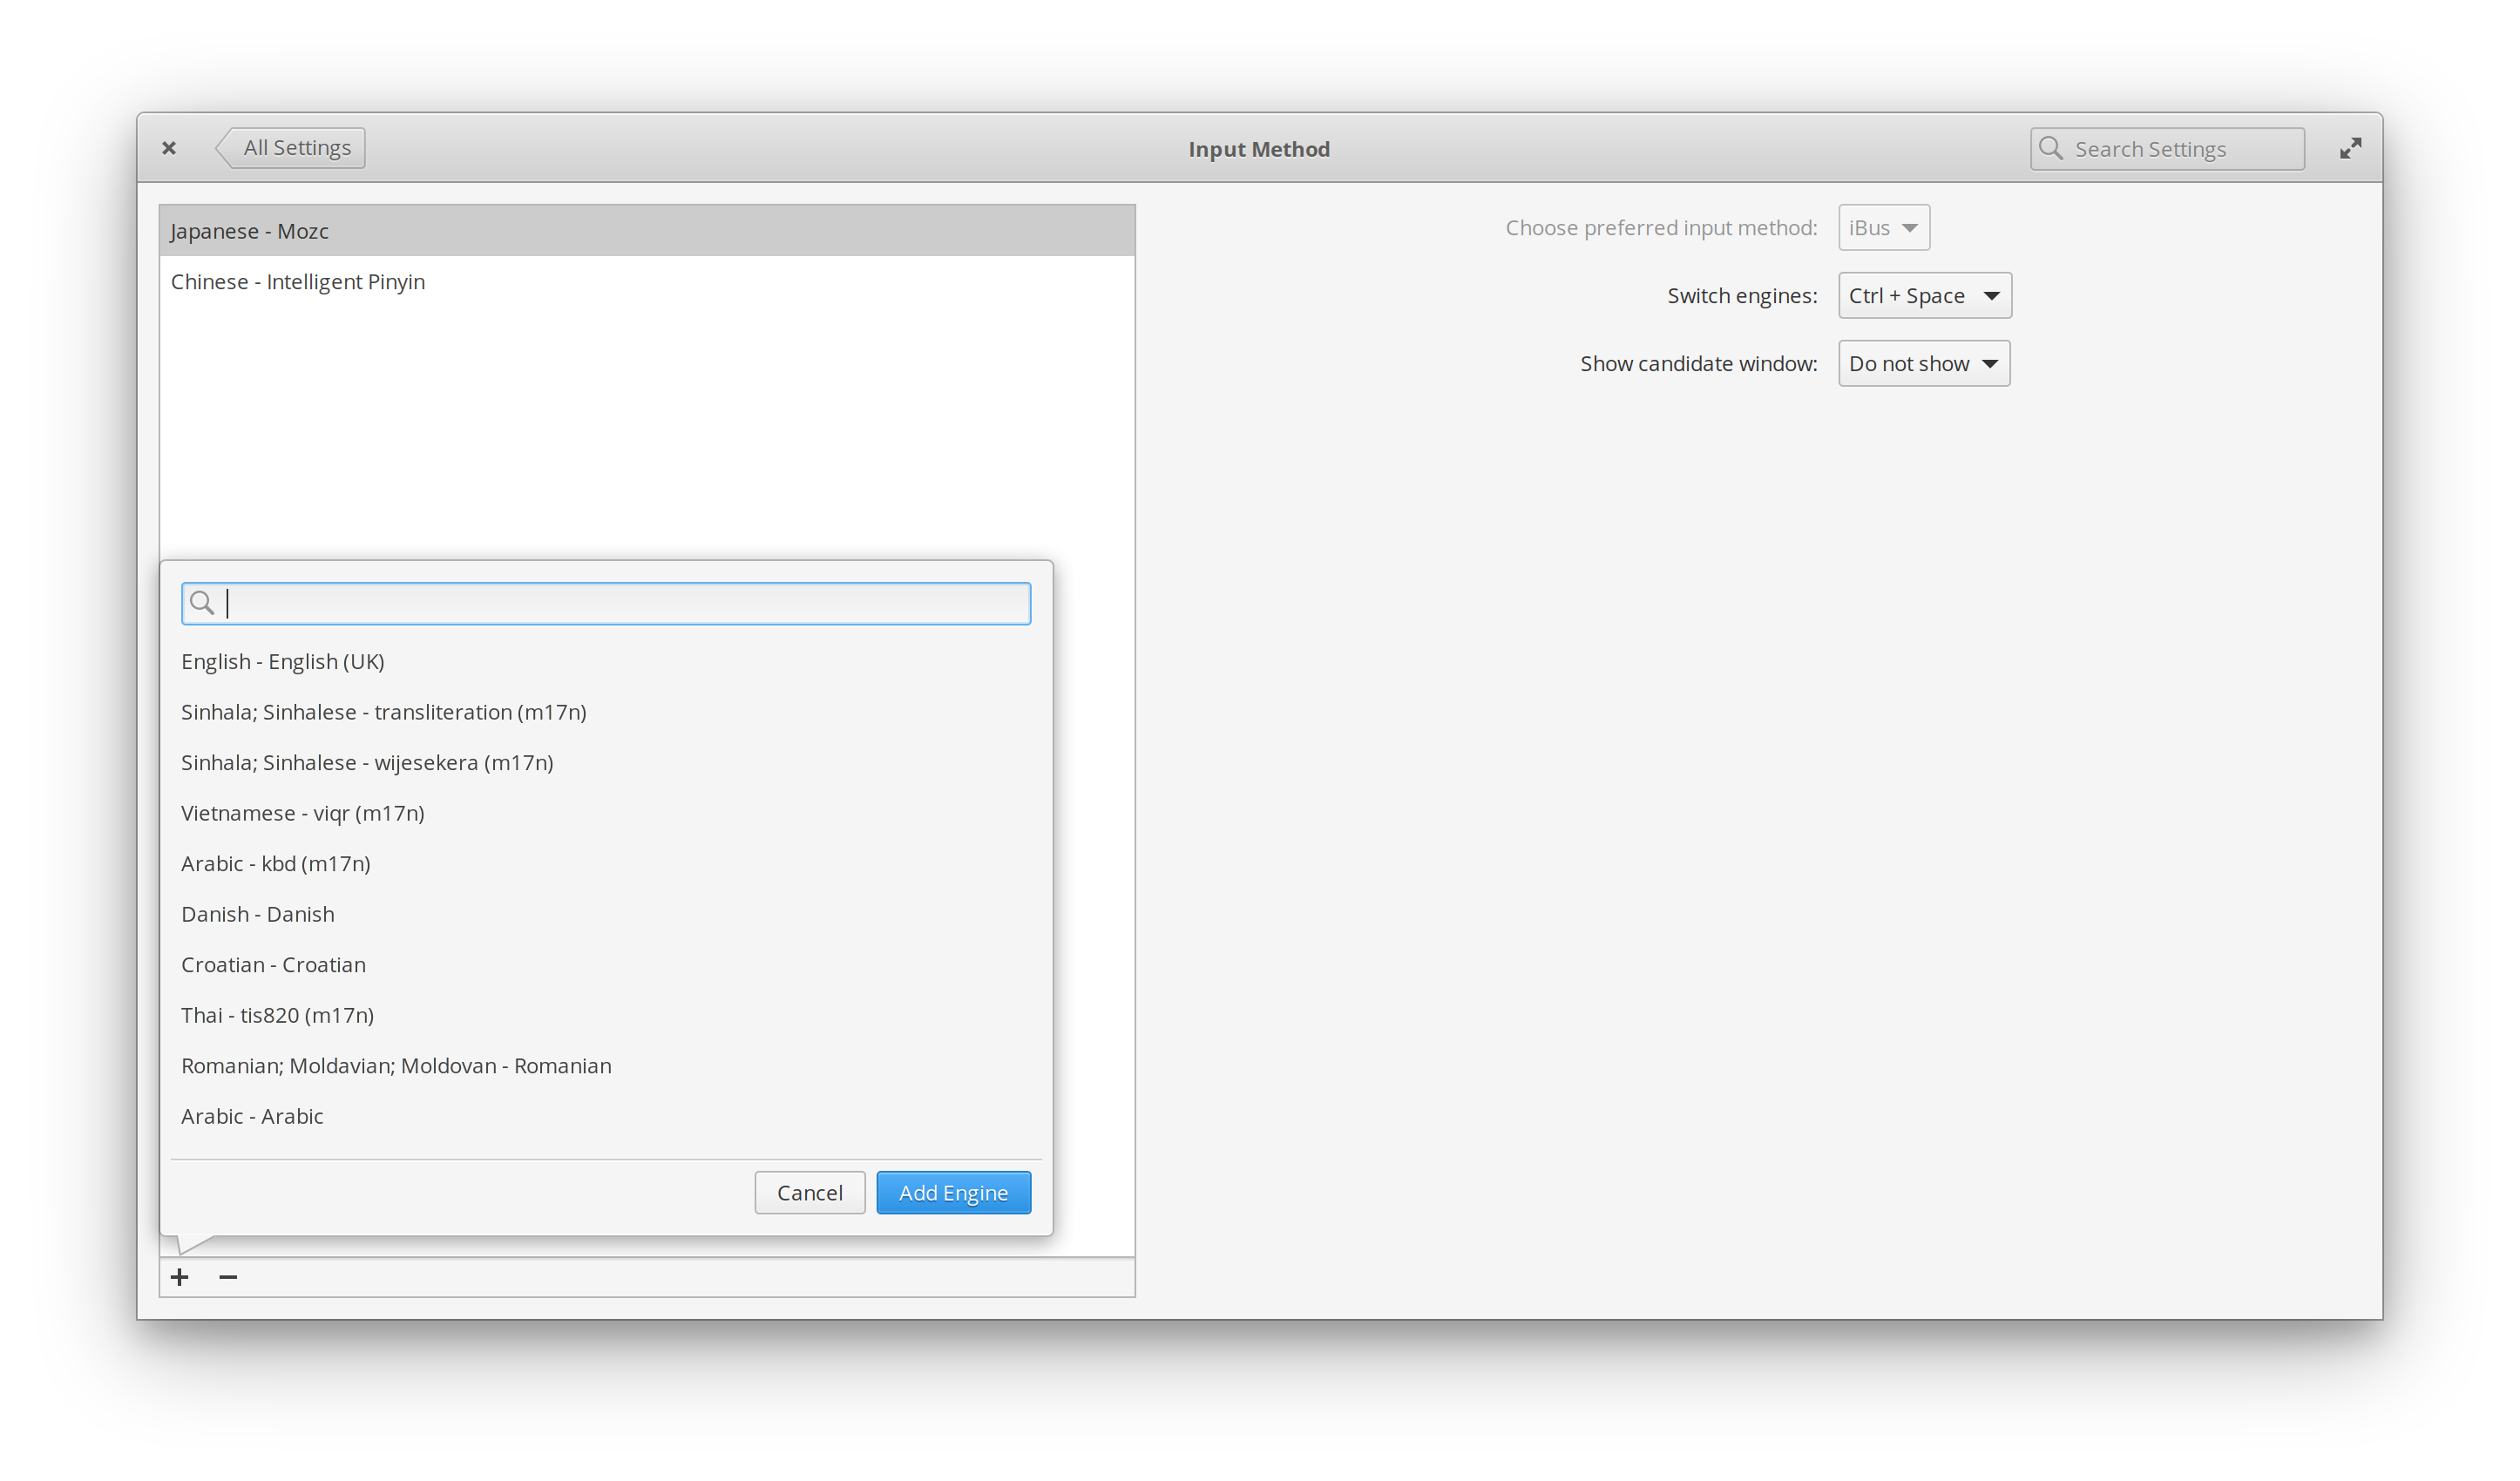 All Settings
Input Method
Search Settings
Japanese - Mozc
Chinese - Intelligent Pinyin
Choose preferred input method: iBus
Switch engines: Ctrl + Space
Show candidate window: Do not show
English - English (UK)
Sinhala; Sinhalese - transliteration (m17n)
Sinhala; Sinhalese - wijesekera (m17n)
Vietnamese - viqr (m17n)
Arabic - kbd (m17n)
Danish - Danish
Croatian - Croatian
Thai - tis820 (m17n)
Romanian; Moldavian; Moldovan - Romanian
Arabic - Arabic
Cancel
Add Engine